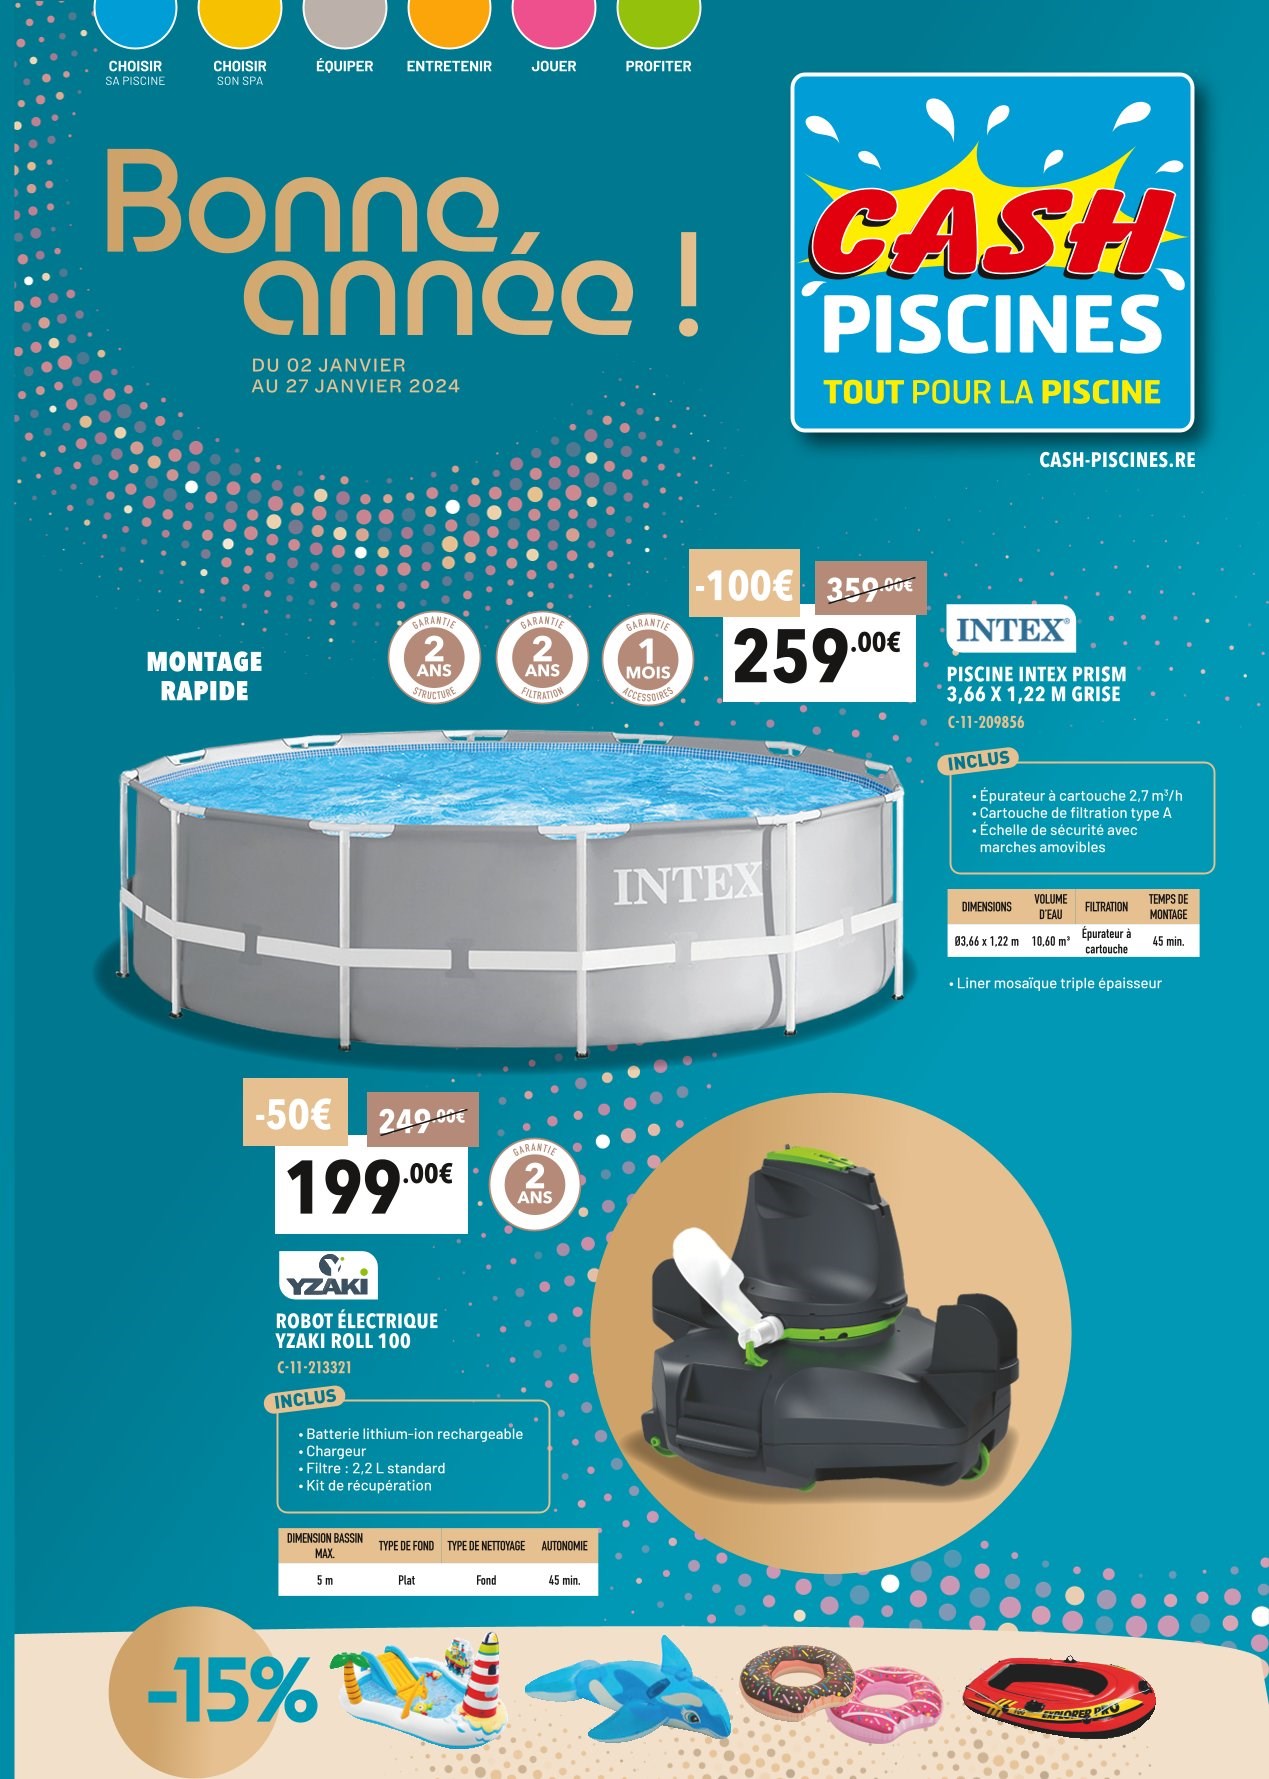 CHOISIR
SA PISCINE
CHOISIR
SON SPA
ÉQUIPER
ENTRETENIR
JOUER
PROFITER
Bonne
année !
DU 02 JANVIER
AU 27 JANVIER 2024
CASH
PISCINES
TOUT POUR LA PISCINE
CASH-PISCINES.RE
MONTAGE
RAPIDE
GARANTIE
2
ANS
STRUCTURE
GARANTIE
2
ANS
FILTRATION
GARANTIE
1
MOIS
ACCESSOIRES
-100€
359.00€
259.00€
INTEX®
PISCINE INTEX PRISM
3,66 X 1,22 M GRISE
C-11-209856
INCLUS
• Épurateur à cartouche 2,7 m³/h
• Cartouche de filtration type A
• Échelle de sécurité avec
marches amovibles
DIMENSIONS VOLUME D'EAU FILTRATION TEMPS DE MONTAGE
Ø3,66 x 1,22 m 10,60 m³ Épurateur à cartouche 45 min.
• Liner mosaïque triple épaisseur
INTEX
-50€
249.00€
199.00€
GARANTIE
2
ANS
YZAKI
ROBOT ÉLECTRIQUE
YZAKI ROLL 100
C-11-213321
INCLUS
• Batterie lithium-ion rechargeable
• Chargeur
• Filtre : 2,2 L standard
• Kit de récupération
DIMENSION BASSIN MAX. TYPE DE FOND TYPE DE NETTOYAGE AUTONOMIE
5 m Plat Fond 45 min.
-15%
EXPLORER PRO